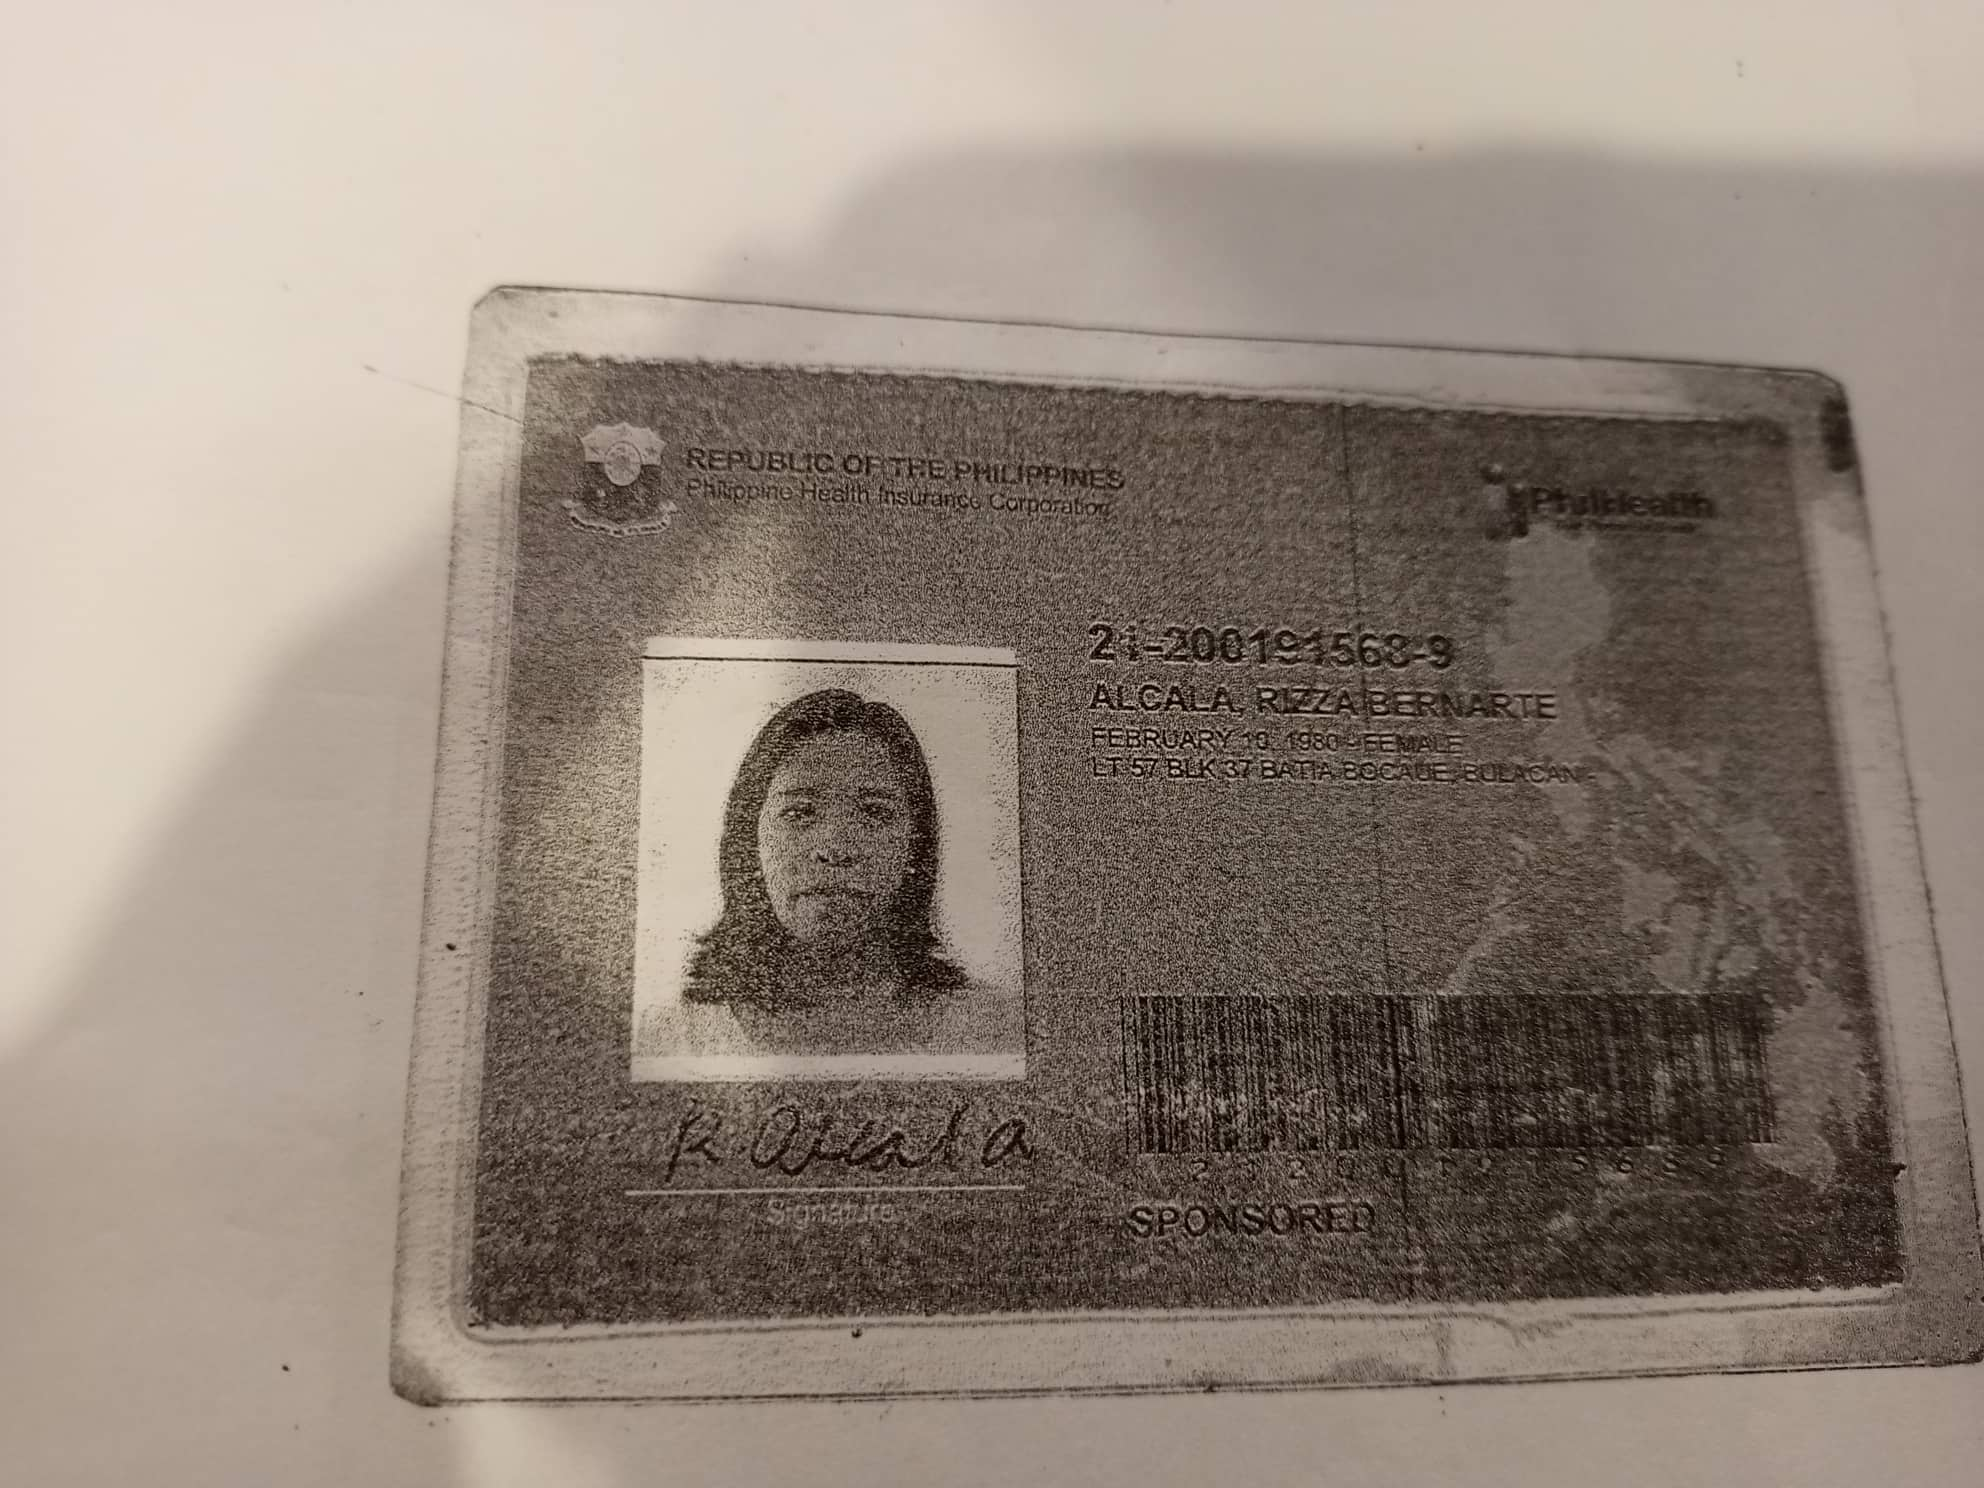 REPUBLIC OF THE PHILIPPINES
Philippine Health Insurance Corporation
PhilHealth
21-200191568-9
ALCALA, RIZZA BERNARTE
FEBRUARY 10, 1980 - FEMALE
LT 57 BLK 37 BATIA BOCAUE, BULACAN
R Alcala
Signature
212001915689
SPONSORED